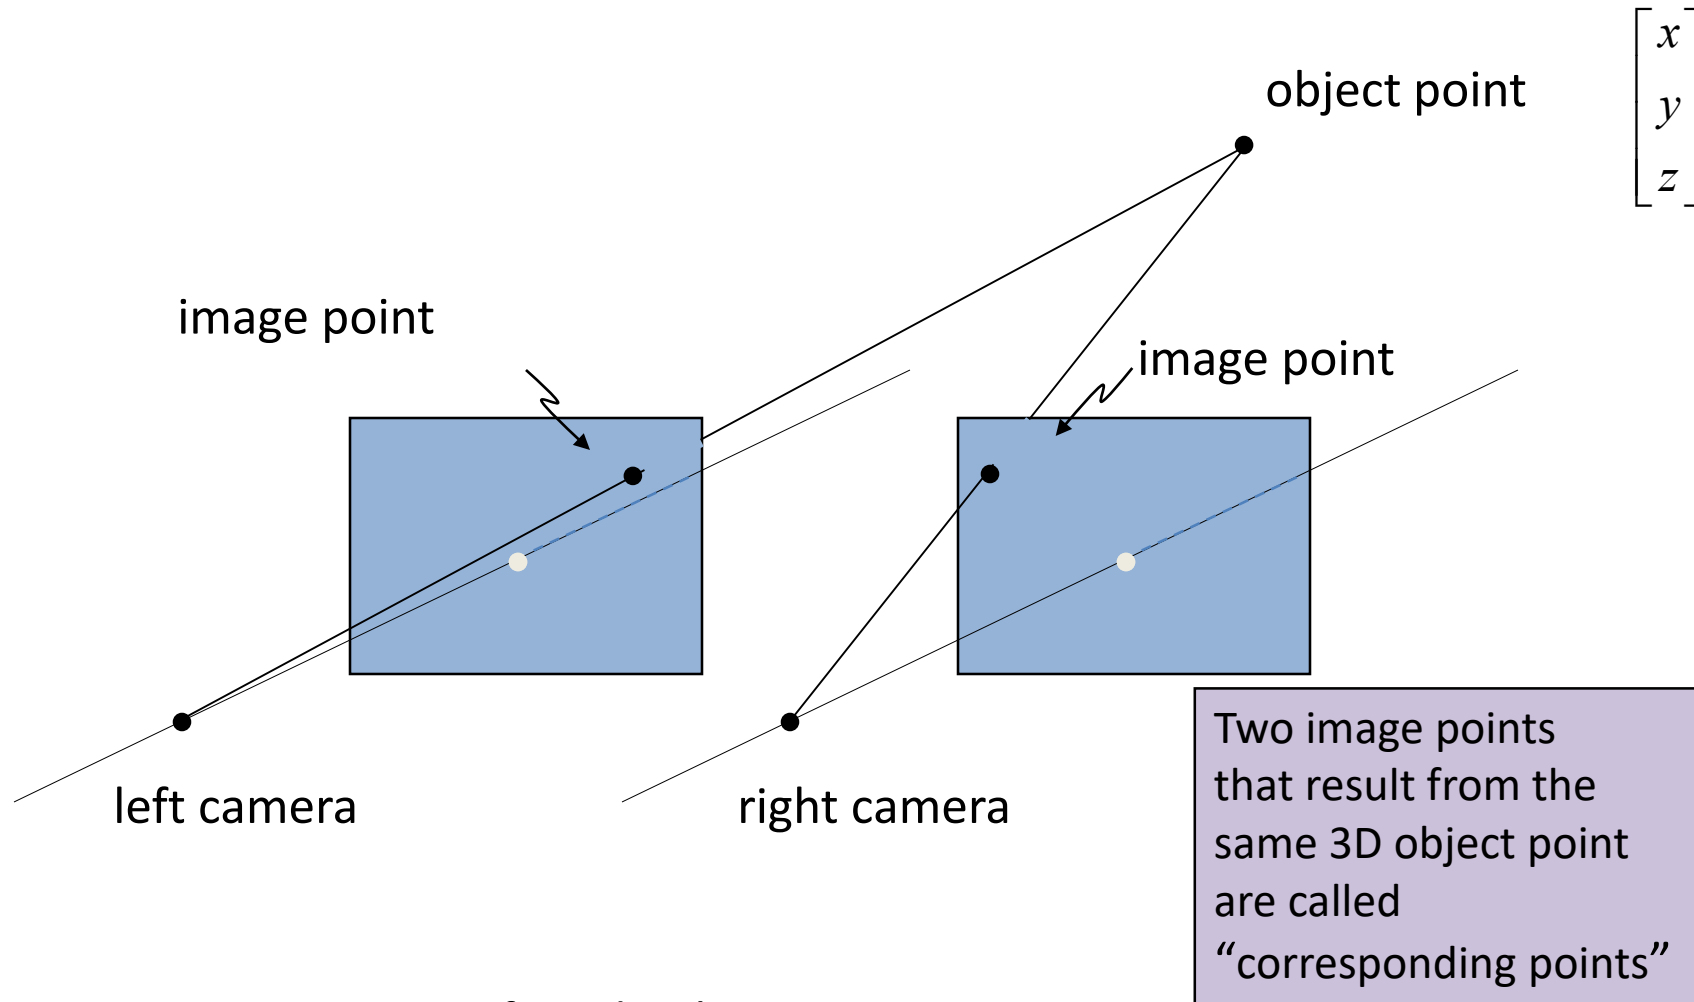 x
y
z
object point
image point
image point
left camera
right camera
Two image points
that result from the
same 3D object point
are called
“corresponding points”